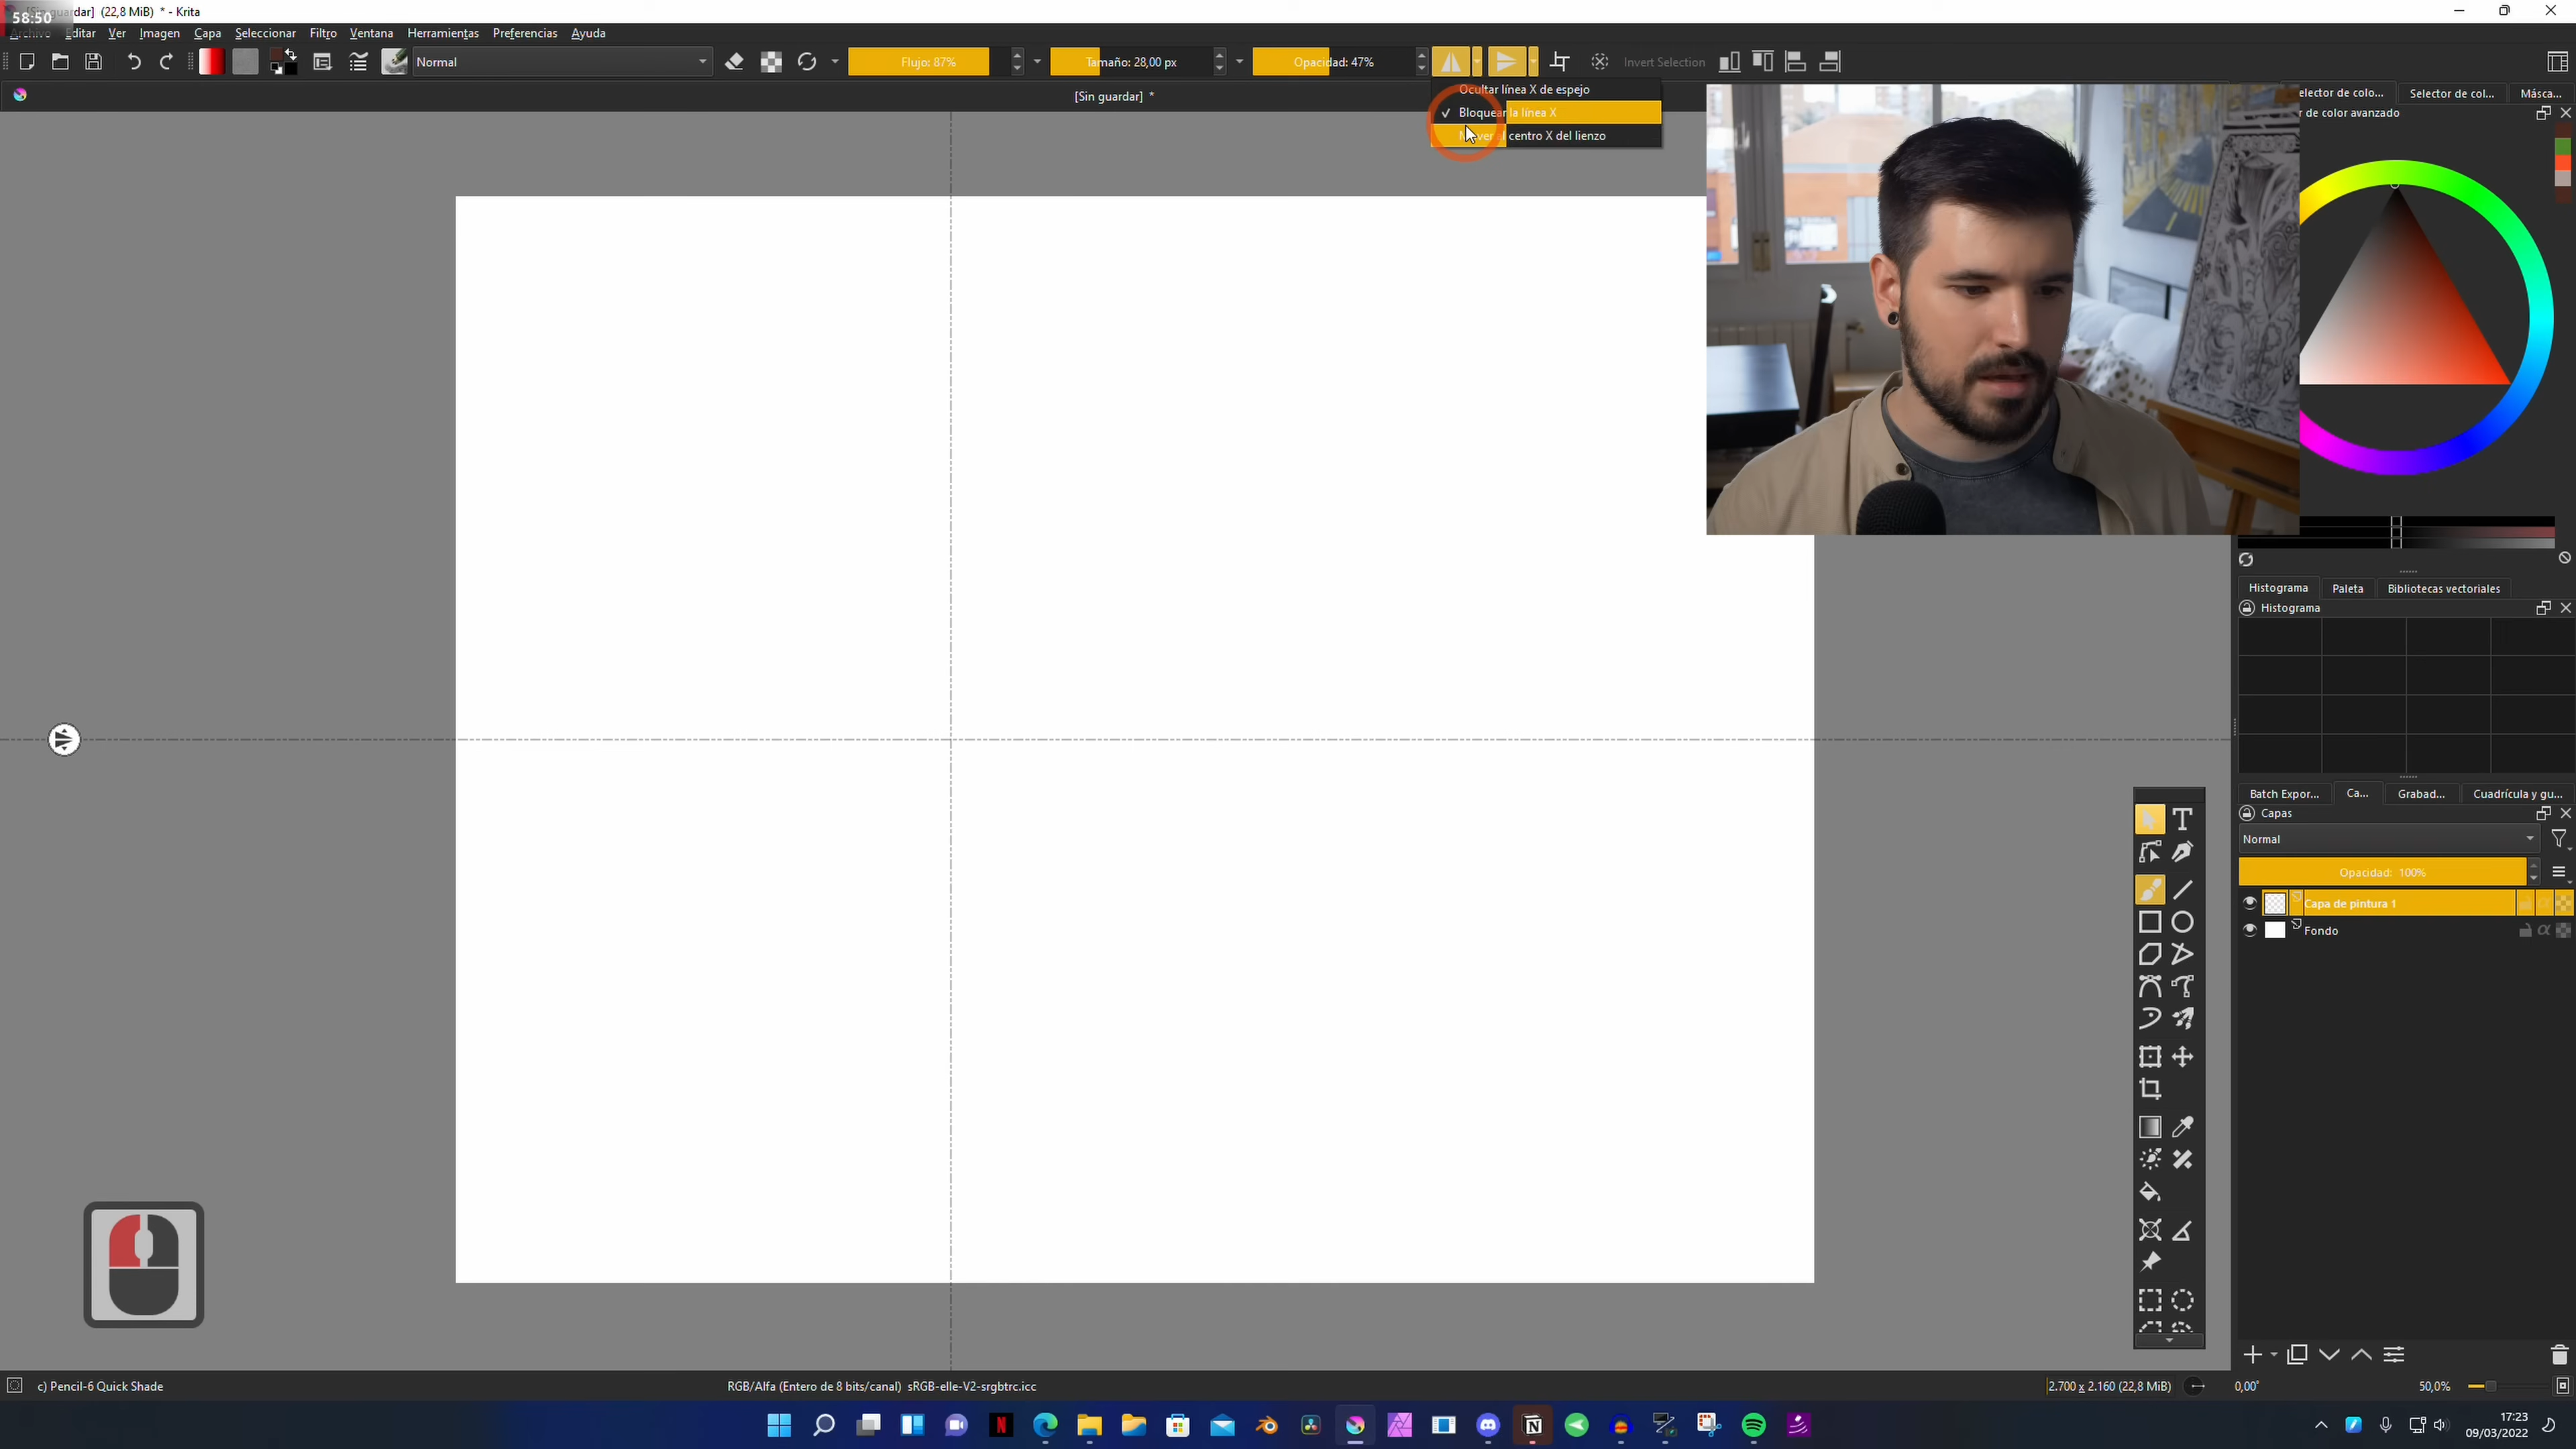 58:50
(22,8 MiB) * - Krita
Archivo Editar Ver Imagen Capa Seleccionar Filtro Ventana Herramientas Preferencias Ayuda
Normal
Flujo: 87%
Tamaño: 28,00 px
Opacidad: 47%
Invert Selection
[Sin guardar] *
Ocultar línea X de espejo
Bloquear la línea X
centro X del lienzo
Selector de col...
Másca...
r de color avanzado
Histograma Paleta Bibliotecas vectoriales
Histograma
Batch Expor... Ca... Grabad... Cuadrícula y gu...
Capas
Normal
Opacidad: 100%
Capa de pintura 1
Fondo
c) Pencil-6 Quick Shade
RGB/Alfa (Entero de 8 bits/canal) sRGB-elle-V2-srgbtrc.icc
2.700 x 2.160 (22,8 MiB)
0,00°
50,0%
17:23
09/03/2022